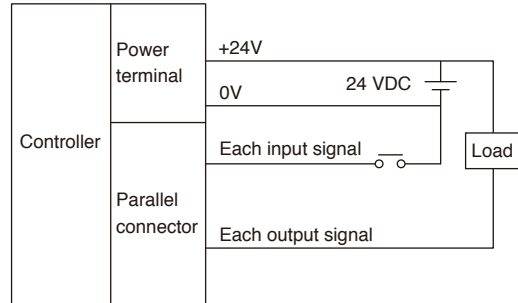 Controller
Power
terminal
+24V
0V
24 VDC
Each input signal
Load
Parallel
connector
Each output signal